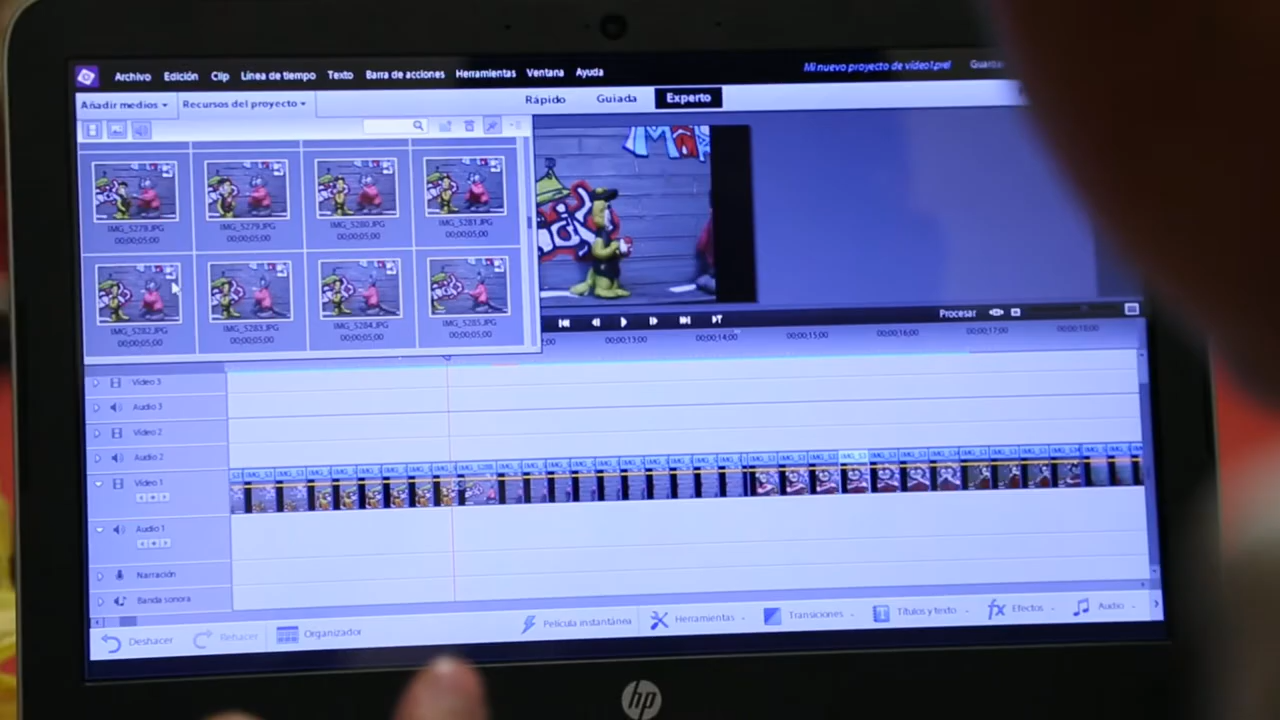 Archivo Edición Clip Línea de tiempo Texto Barra de acciones Herramientas Ventana Ayuda
Mi nuevo proyecto de vídeo1.prel
Añadir medios Recursos del proyecto
Rápido Guiada Experto
IMG_5278.JPG IMG_5279.JPG IMG_5280.JPG IMG_5281.JPG
00;00;05;00 00;00;05;00 00;00;05;00 00;00;05;00
IMG_5282.JPG IMG_5283.JPG IMG_5284.JPG IMG_5285.JPG
00;00;05;00 00;00;05;00 00;00;05;00 00;00;05;00
Procesar
00;00;13;00 00;00;14;00 00;00;15;00 00;00;16;00 00;00;17;00 00;00;18;00
Vídeo 3
Audio 3
Vídeo 2
Audio 2
Vídeo 1
Audio 1
Narración
Banda sonora
Deshacer Rehacer Organizador Película instantánea Herramientas Transiciones Títulos y texto fx Efectos Audio
hp